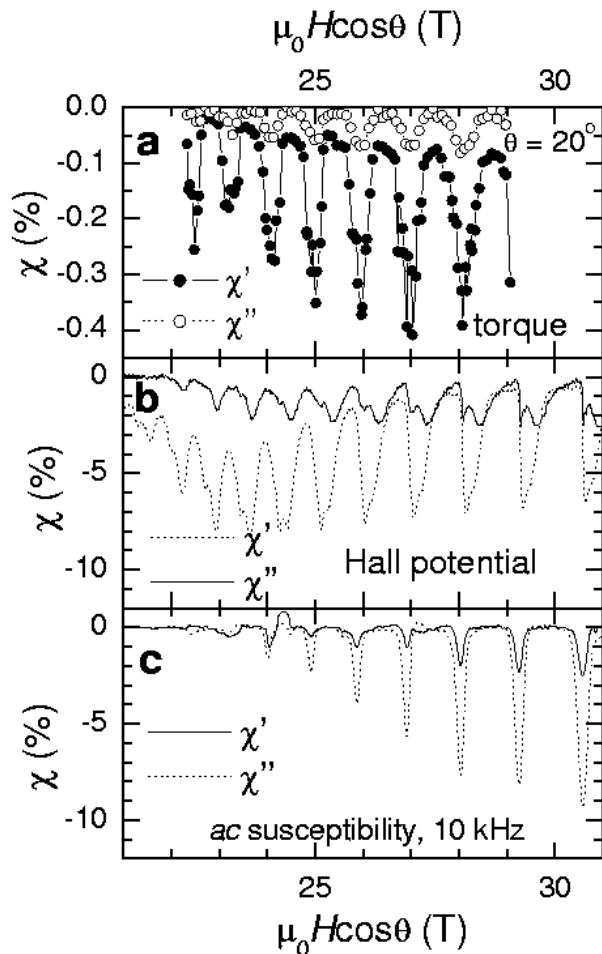 μ₀Hcosθ (T)
25 30
0.0
-0.1
-0.2
-0.3
-0.4
χ (%)
a
θ = 20°
χ'
χ''
torque
0
-5
-10
χ (%)
b
χ'
χ''
Hall potential
0
-5
-10
χ (%)
c
χ'
χ''
ac susceptibility, 10 kHz
25 30
μ₀Hcosθ (T)